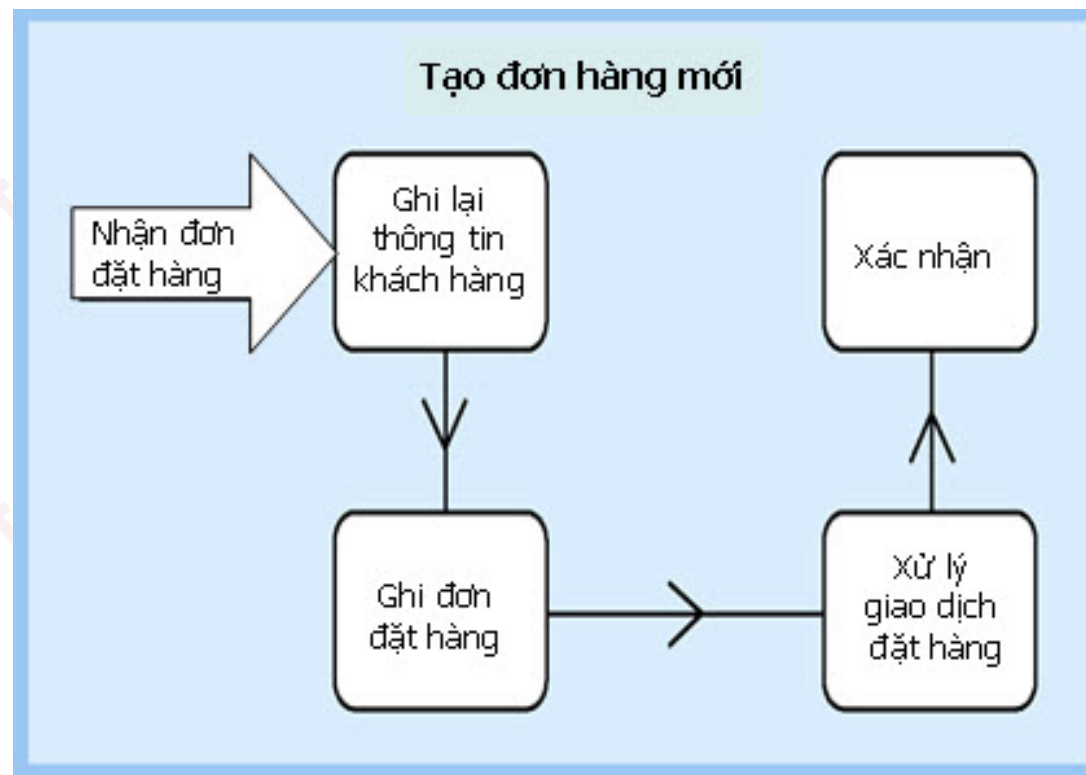 Tạo đơn hàng mới
Nhận đơn
đặt hàng
Ghi lại
thông tin
khách hàng
Ghi đơn
đặt hàng
Xử lý
giao dịch
đặt hàng
Xác nhận